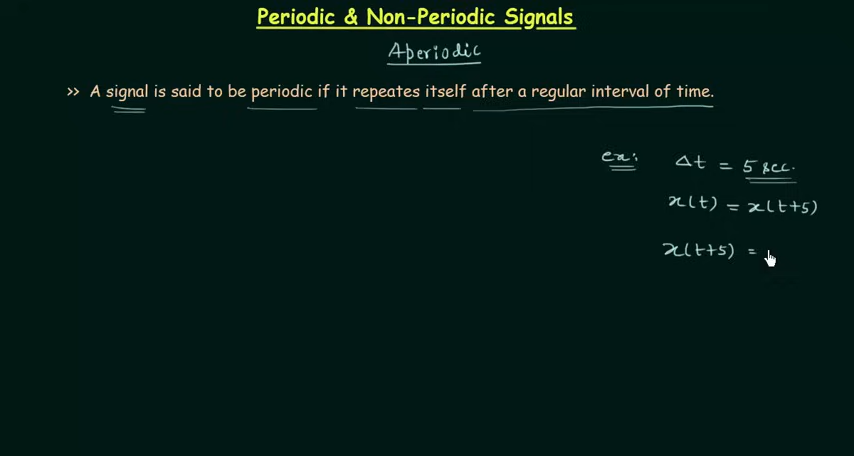 Periodic & Non-Periodic Signals
Aperiodic
>> A signal is said to be periodic if it repeats itself after a regular interval of time.
ex: Δt = 5 sec.
x(t) = x(t+5)
x(t+5) =